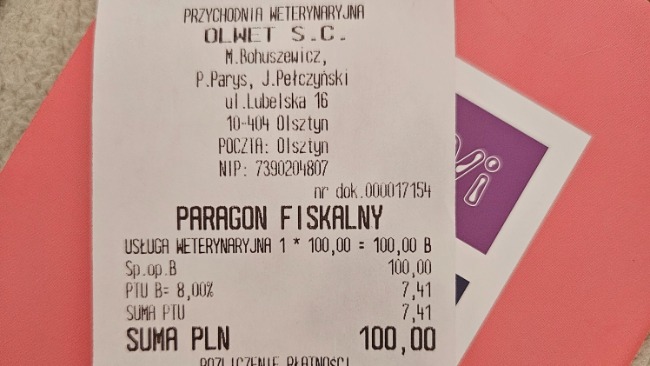 PRZYCHODNIA WETERYNARYJNA
OLWET S.C.
M.Bohuszewicz,
P.Parys, J.Pełczyński
ul.Lubelska 16
10-404 Olsztyn
POCZTA: Olsztyn
NIP: 7390204807
nr dok.000017154
PARAGON FISKALNY
USŁUGA WETERYNARYJNA 1 * 100,00 = 100,00 B
Sp.op.B 100,00
PTU B= 8,00% 7,41
SUMA PTU 7,41
SUMA PLN 100,00
ROZLICZENIE PŁATNOŚCI